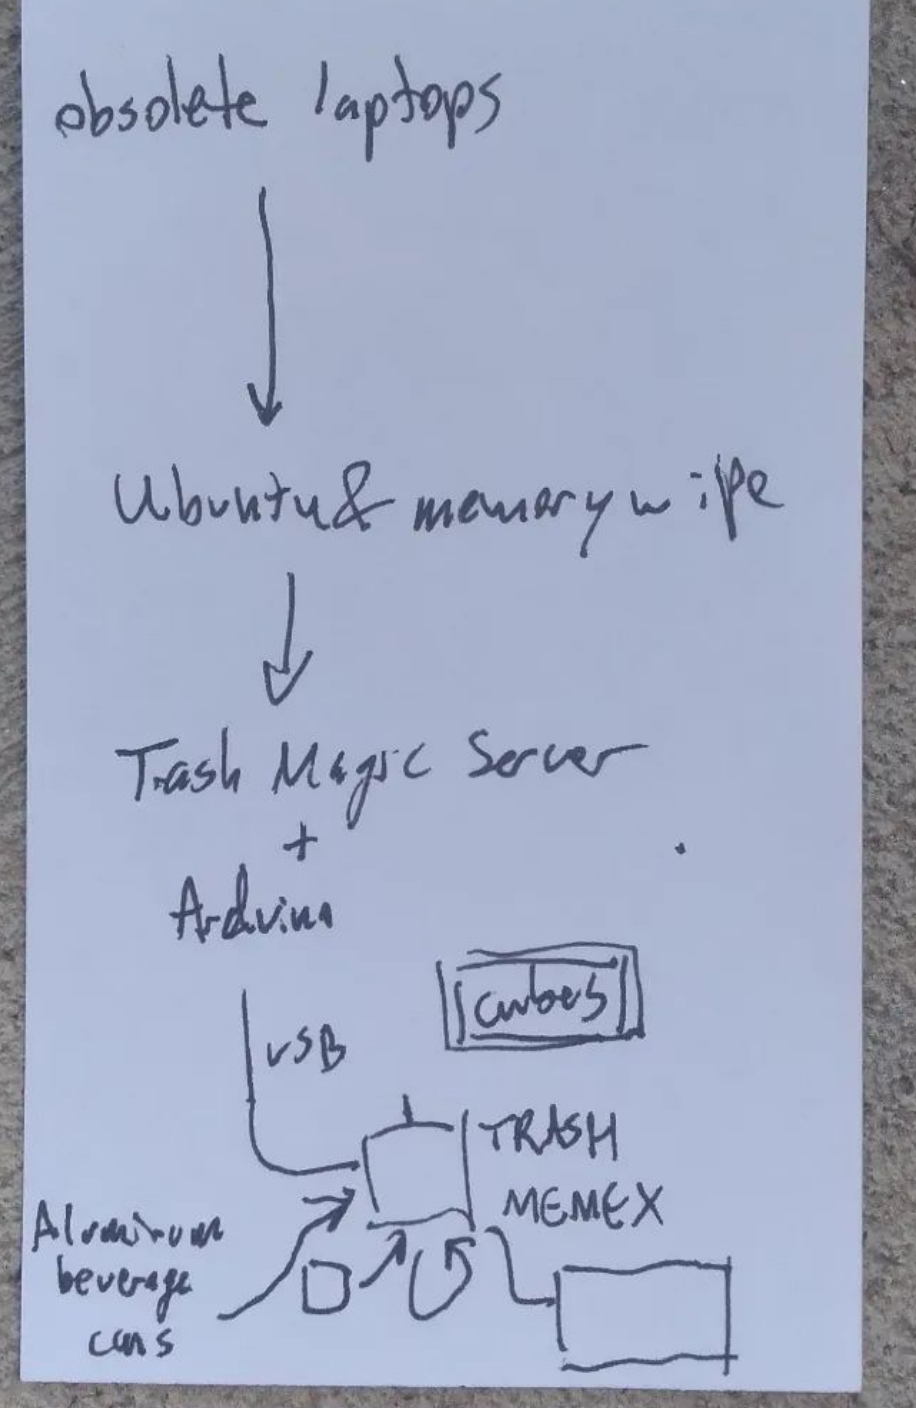 obsolete laptops
Ubuntu & memory wipe
Trash Magic Server
+
Arduino
cubes
USB
TRASH
MEMEX
Aluminum
beverage
cans